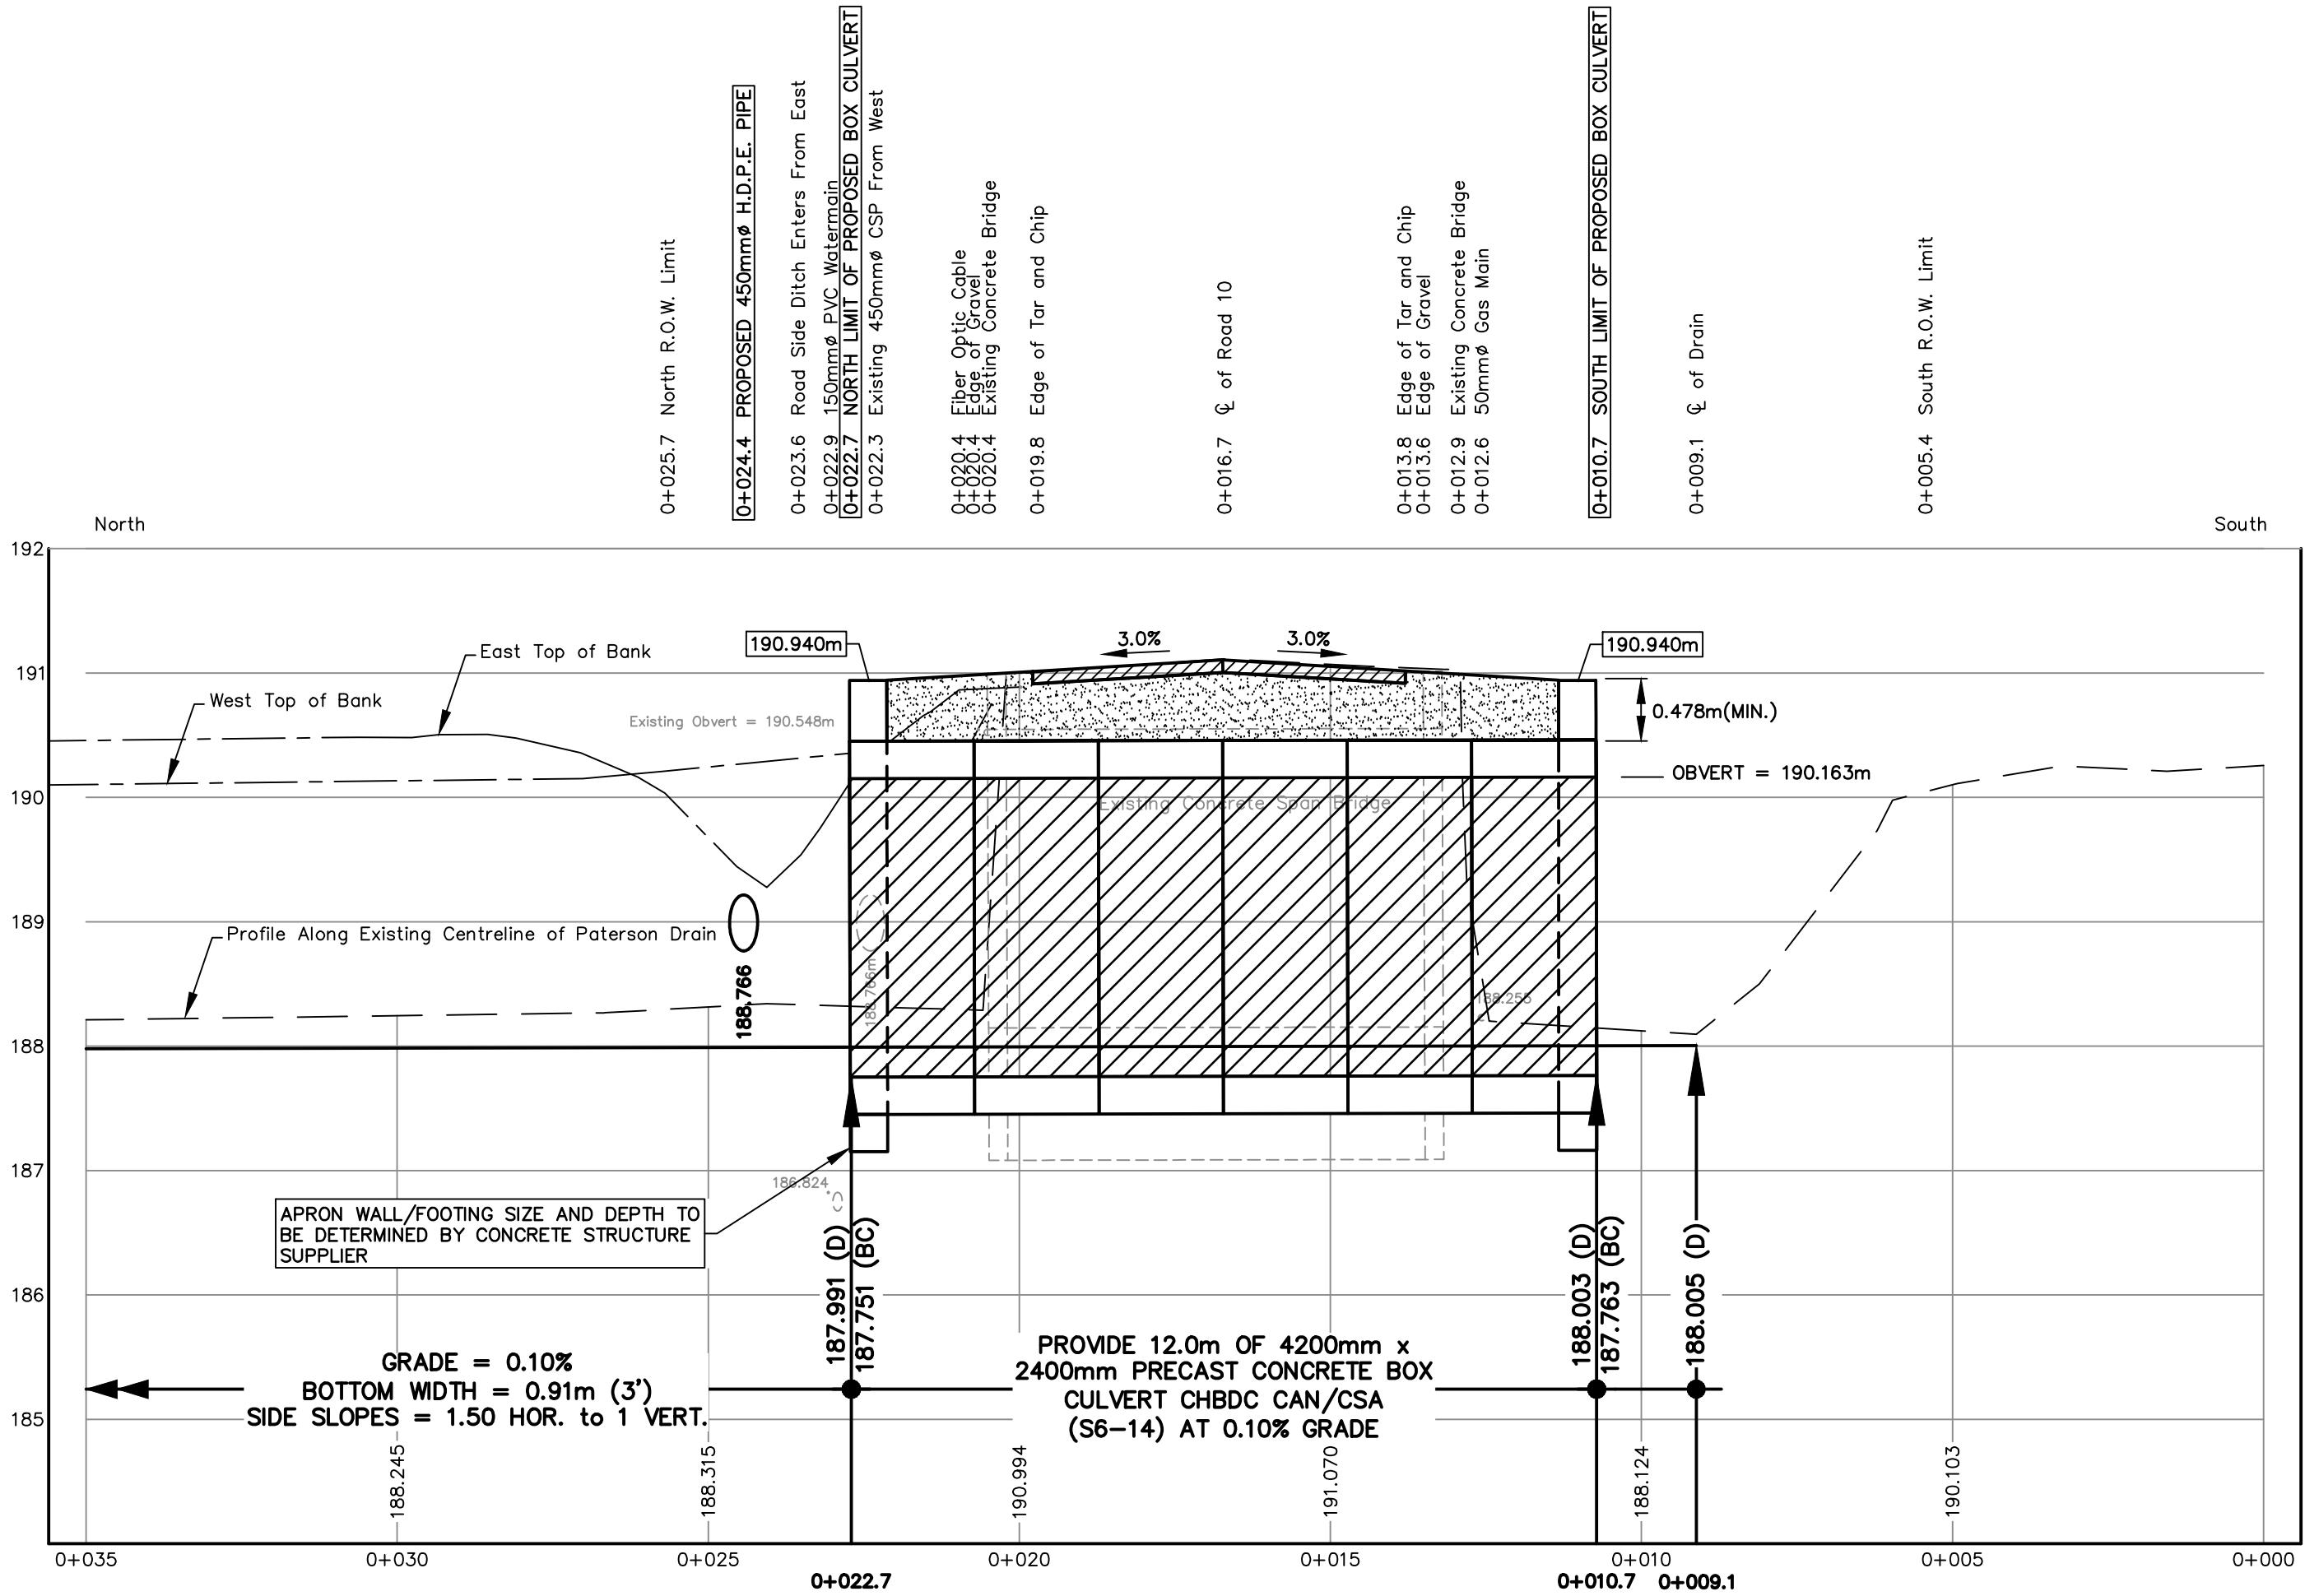 0+025.7 North R.O.W. Limit
0+024.4 PROPOSED 450mmø H.D.P.E. PIPE
0+023.6 Road Side Ditch Enters From East
0+022.9 150mmø PVC Watermain
0+022.7 NORTH LIMIT OF PROPOSED BOX CULVERT
0+022.3 Existing 450mmø CSP From West
0+020.4 Fiber Optic Cable
0+020.4 Edge of Gravel
0+020.4 Existing Concrete Bridge
0+019.8 Edge of Tar and Chip
0+016.7 ℄ of Road 10
0+013.8 Edge of Tar and Chip
0+013.6 Edge of Gravel
0+012.9 Existing Concrete Bridge
0+012.6 50mmø Gas Main
0+010.7 SOUTH LIMIT OF PROPOSED BOX CULVERT
0+009.1 ℄ of Drain
0+005.4 South R.O.W. Limit
North
South
192
191
190
189
188
187
186
185
190.940m
3.0%
3.0%
190.940m
East Top of Bank
West Top of Bank
Existing Obvert = 190.548m
0.478m(MIN.)
OBVERT = 190.163m
Existing Concrete Span Bridge
Profile Along Existing Centreline of Paterson Drain
188.766
188.766m
188.255
186.824
APRON WALL/FOOTING SIZE AND DEPTH TO
BE DETERMINED BY CONCRETE STRUCTURE
SUPPLIER
187.991 (D)
187.751 (BC)
188.003 (D)
187.763 (BC)
188.005 (D)
GRADE = 0.10%
BOTTOM WIDTH = 0.91m (3')
SIDE SLOPES = 1.50 HOR. to 1 VERT.
PROVIDE 12.0m OF 4200mm x
2400mm PRECAST CONCRETE BOX
CULVERT CHBDC CAN/CSA
(S6-14) AT 0.10% GRADE
188.245
188.315
190.994
191.070
188.124
190.103
0+035
0+030
0+025
0+020
0+015
0+010
0+005
0+000
0+022.7
0+010.7
0+009.1